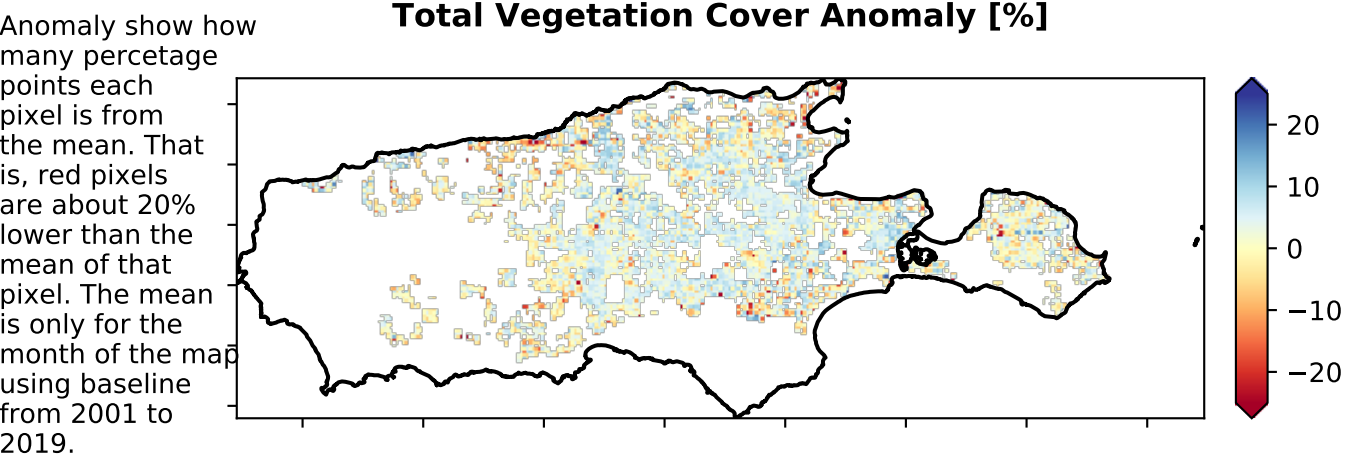 Total Vegetation Cover Anomaly [%]
Anomaly show how
many percetage
points each
pixel is from
the mean. That
is, red pixels
are about 20%
lower than the
mean of that
pixel. The mean
is only for the
month of the map
using baseline
from 2001 to
2019.
20
10
0
−10
−20